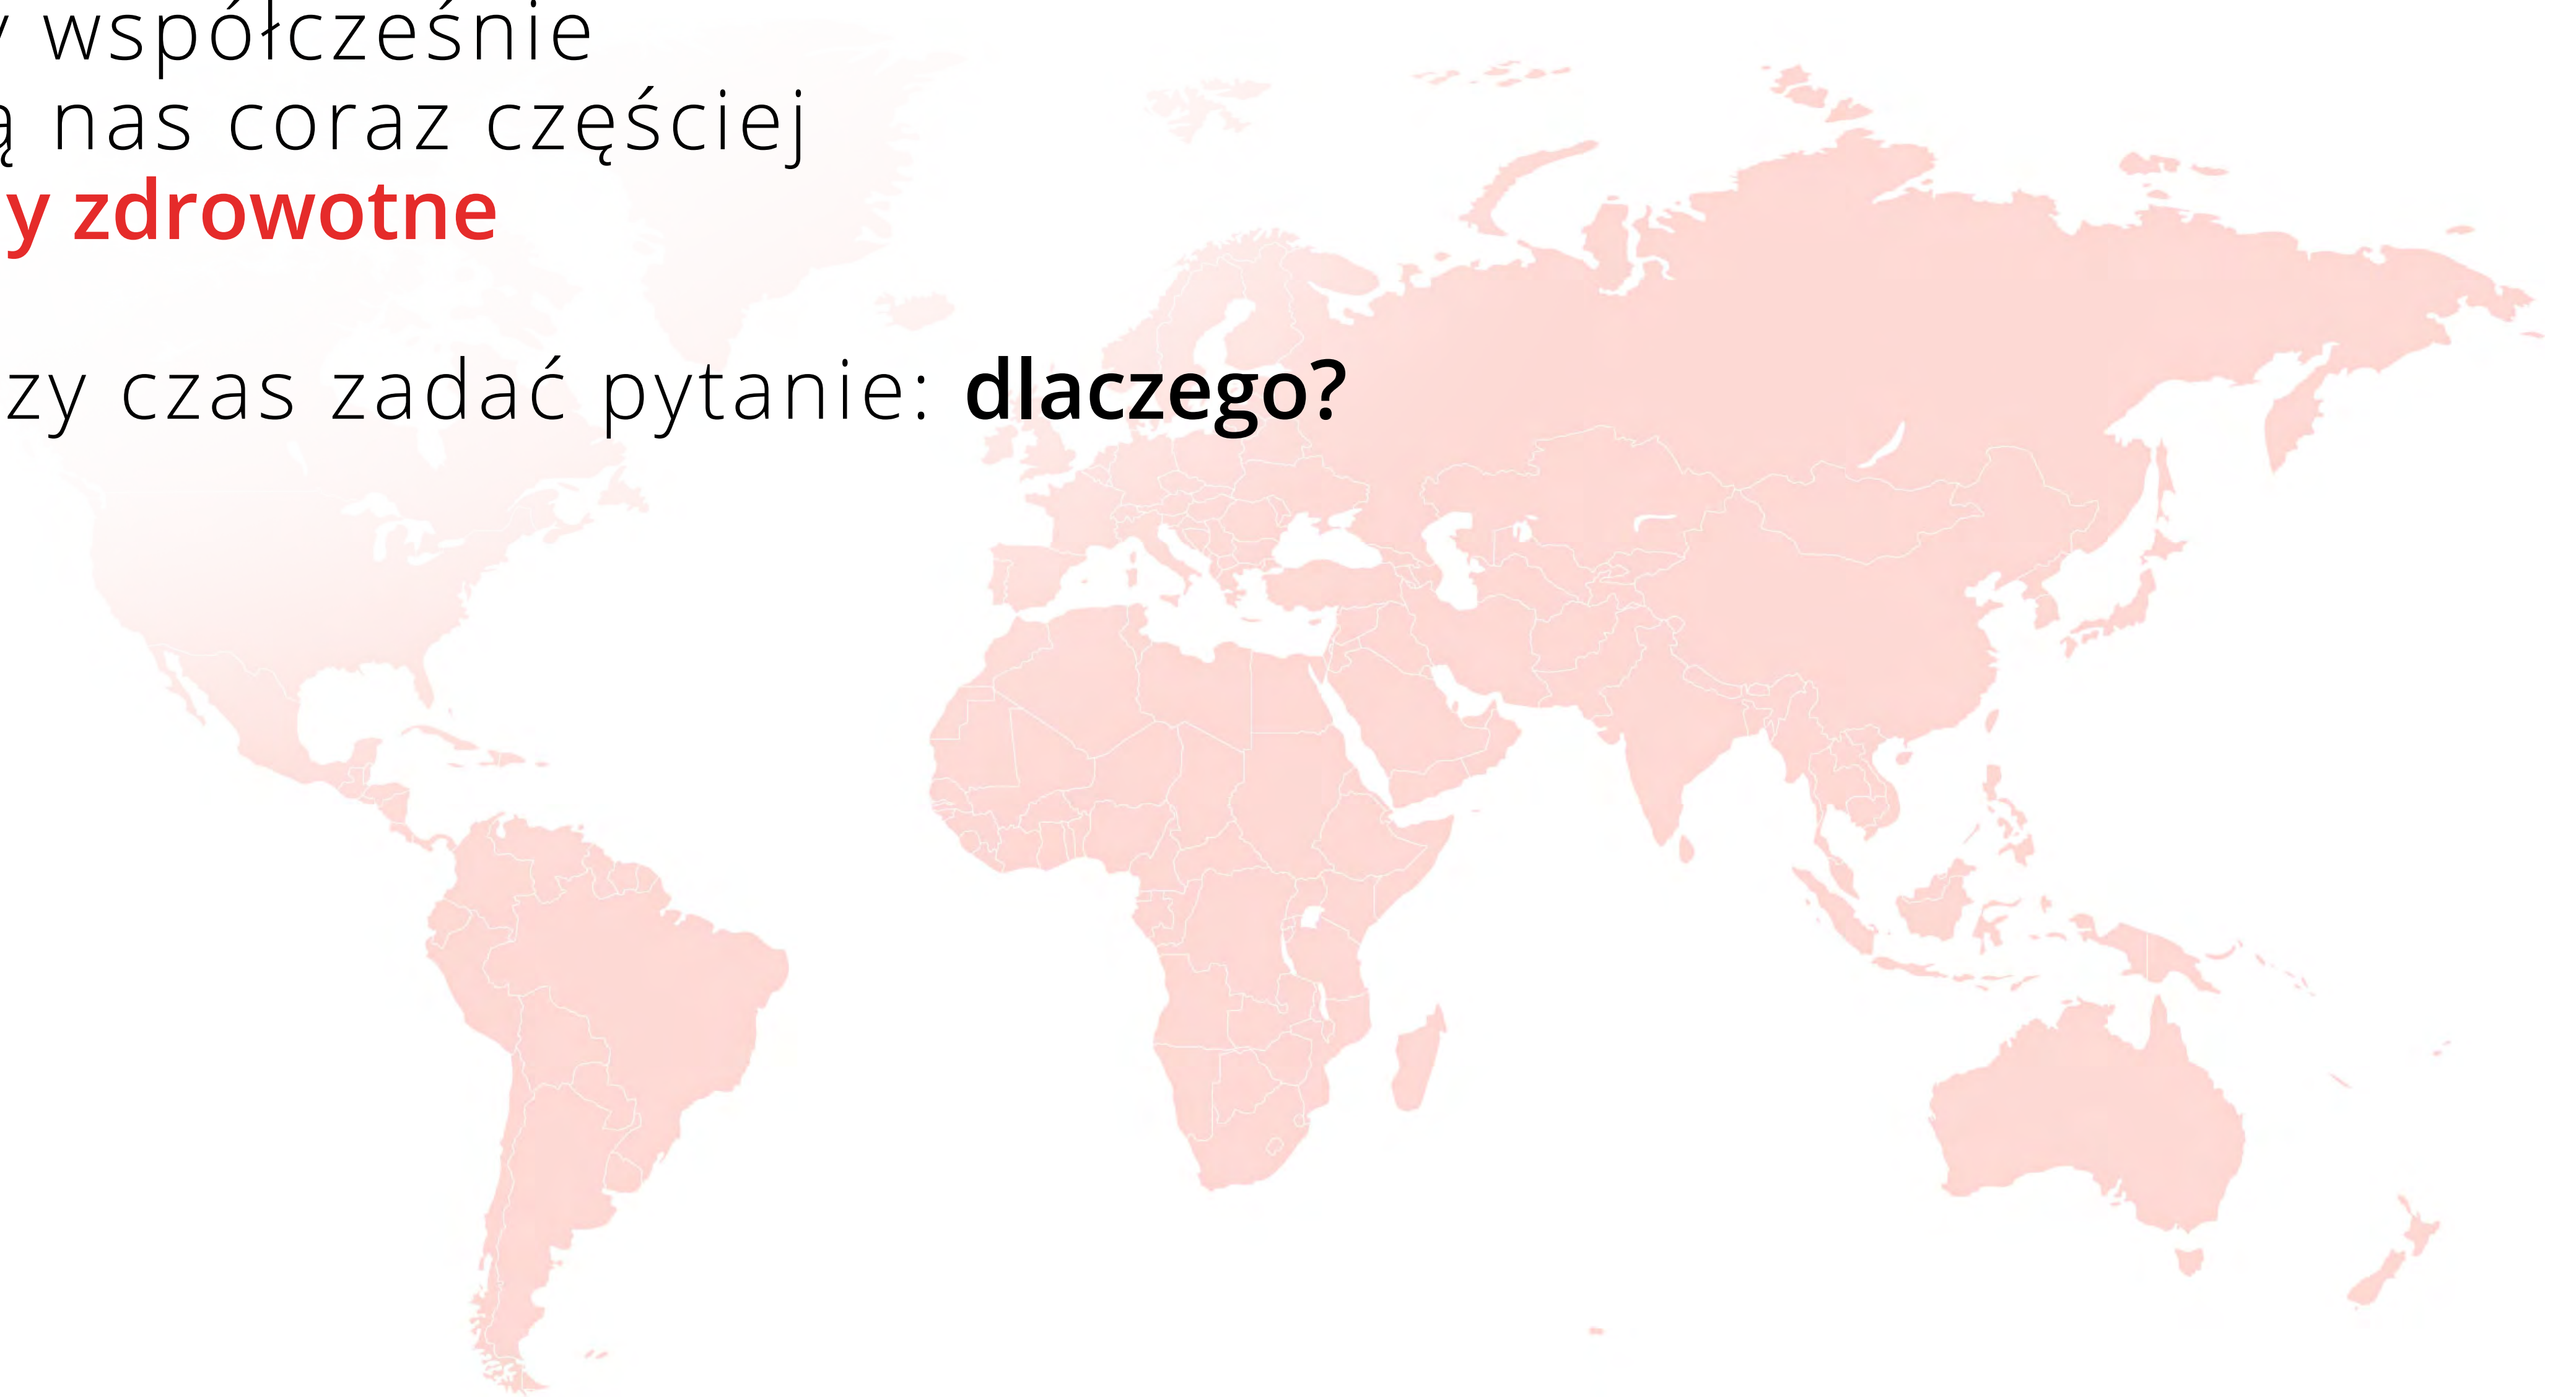 współcześnie
nas coraz częściej
y zdrowotne
zy czas zadać pytanie: dlaczego?